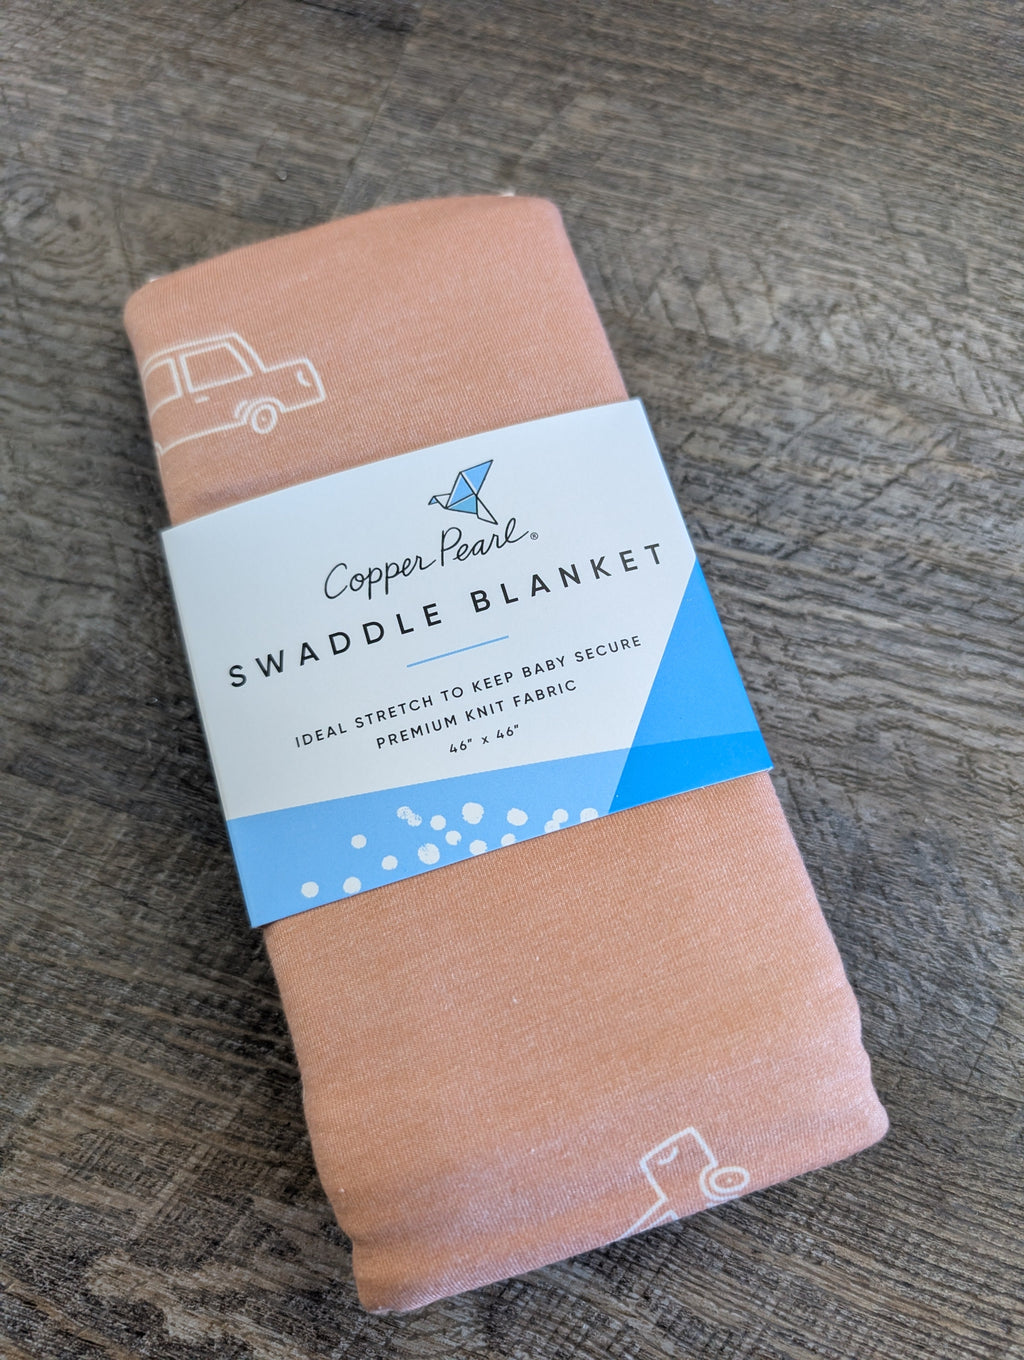 Copper Pearl®
SWADDLE BLANKET
IDEAL STRETCH TO KEEP BABY SECURE
PREMIUM KNIT FABRIC
46" x 46"